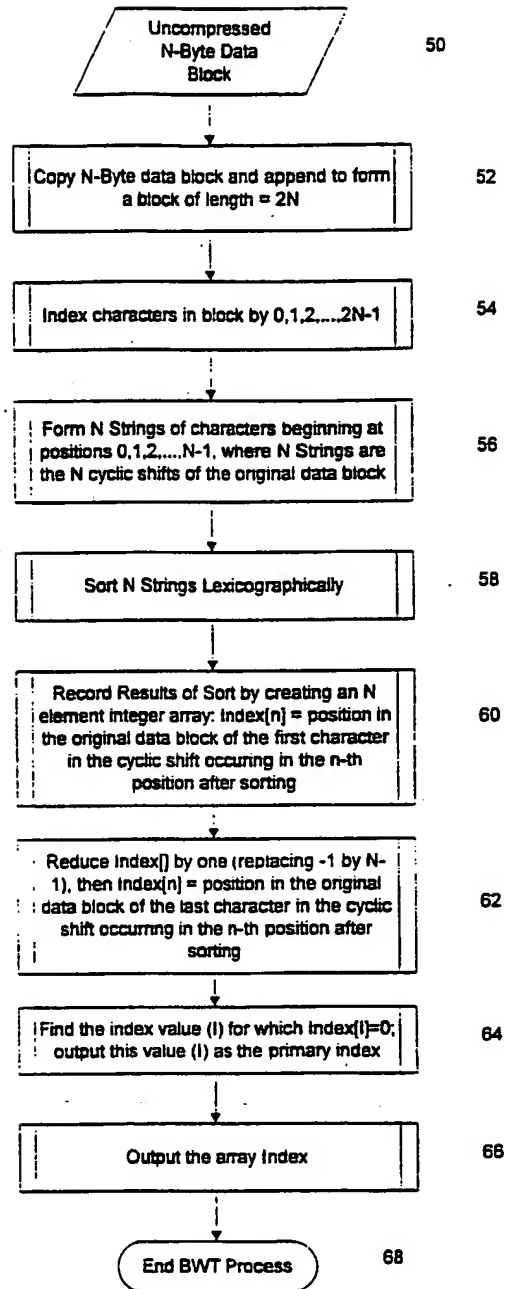 Uncompressed
N-Byte Data
Block
50
Copy N-Byte data block and append to form
a block of length = 2N
52
Index characters in block by 0,1,2,....,2N-1
54
Form N Strings of characters beginning at
positions 0,1,2,....N-1, where N Strings are
the N cyclic shifts of the original data block
56
Sort N Strings Lexicographically
58
Record Results of Sort by creating an N
element integer array: Index[n] = position in
the original data block of the first character
in the cyclic shift occuring in the n-th
position after sorting
60
Reduce Index[] by one (replacing -1 by N-
1), then Index[n] = position in the original
data block of the last character in the cyclic
shift occurring in the n-th position after
sorting
62
Find the index value (I) for which Index[I]=0;
output this value (I) as the primary index
64
Output the array Index
66
End BWT Process
68